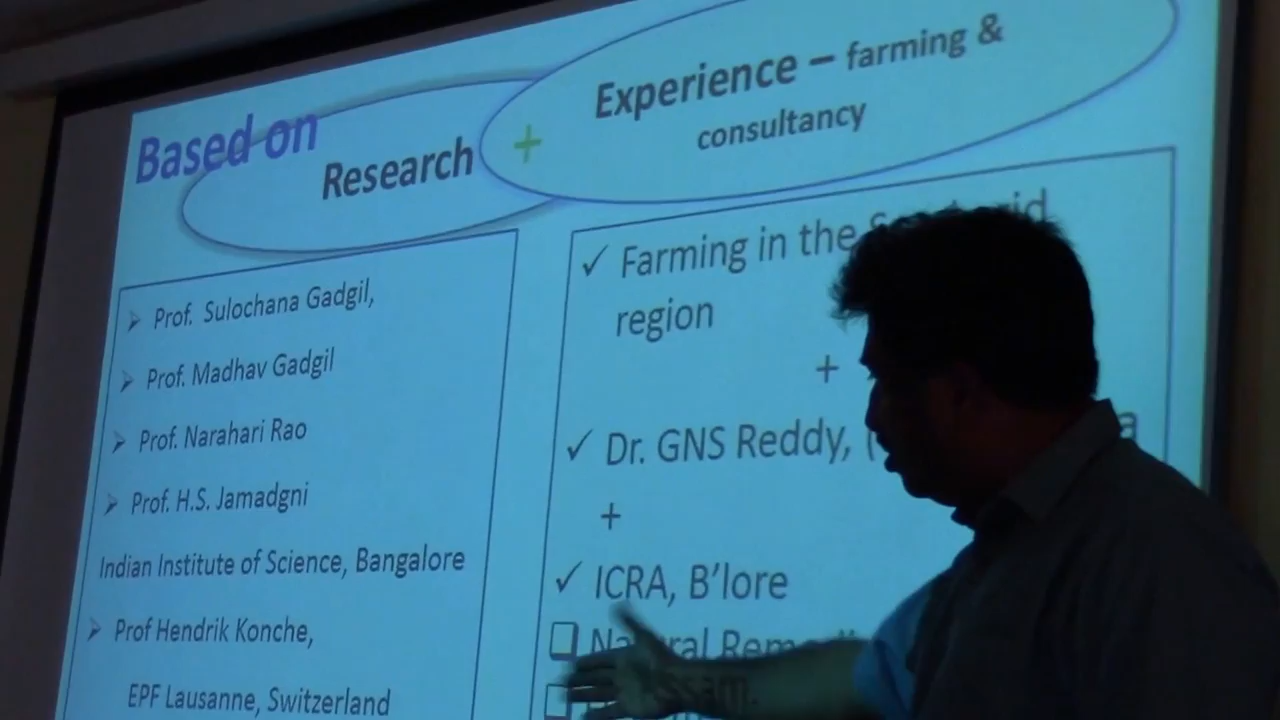 Based on
Research
+
Experience – farming &
consultancy
➢ Prof. Sulochana Gadgil,
➢ Prof. Madhav Gadgil
➢ Prof. Narahari Rao
➢ Prof. H.S. Jamadgni
Indian Institute of Science, Bangalore
➢ Prof Hendrik Konche,
EPF Lausanne, Switzerland
✓ Farming in the
region
+
✓ Dr. GNS Reddy, (
+
✓ ICRA, B'lore